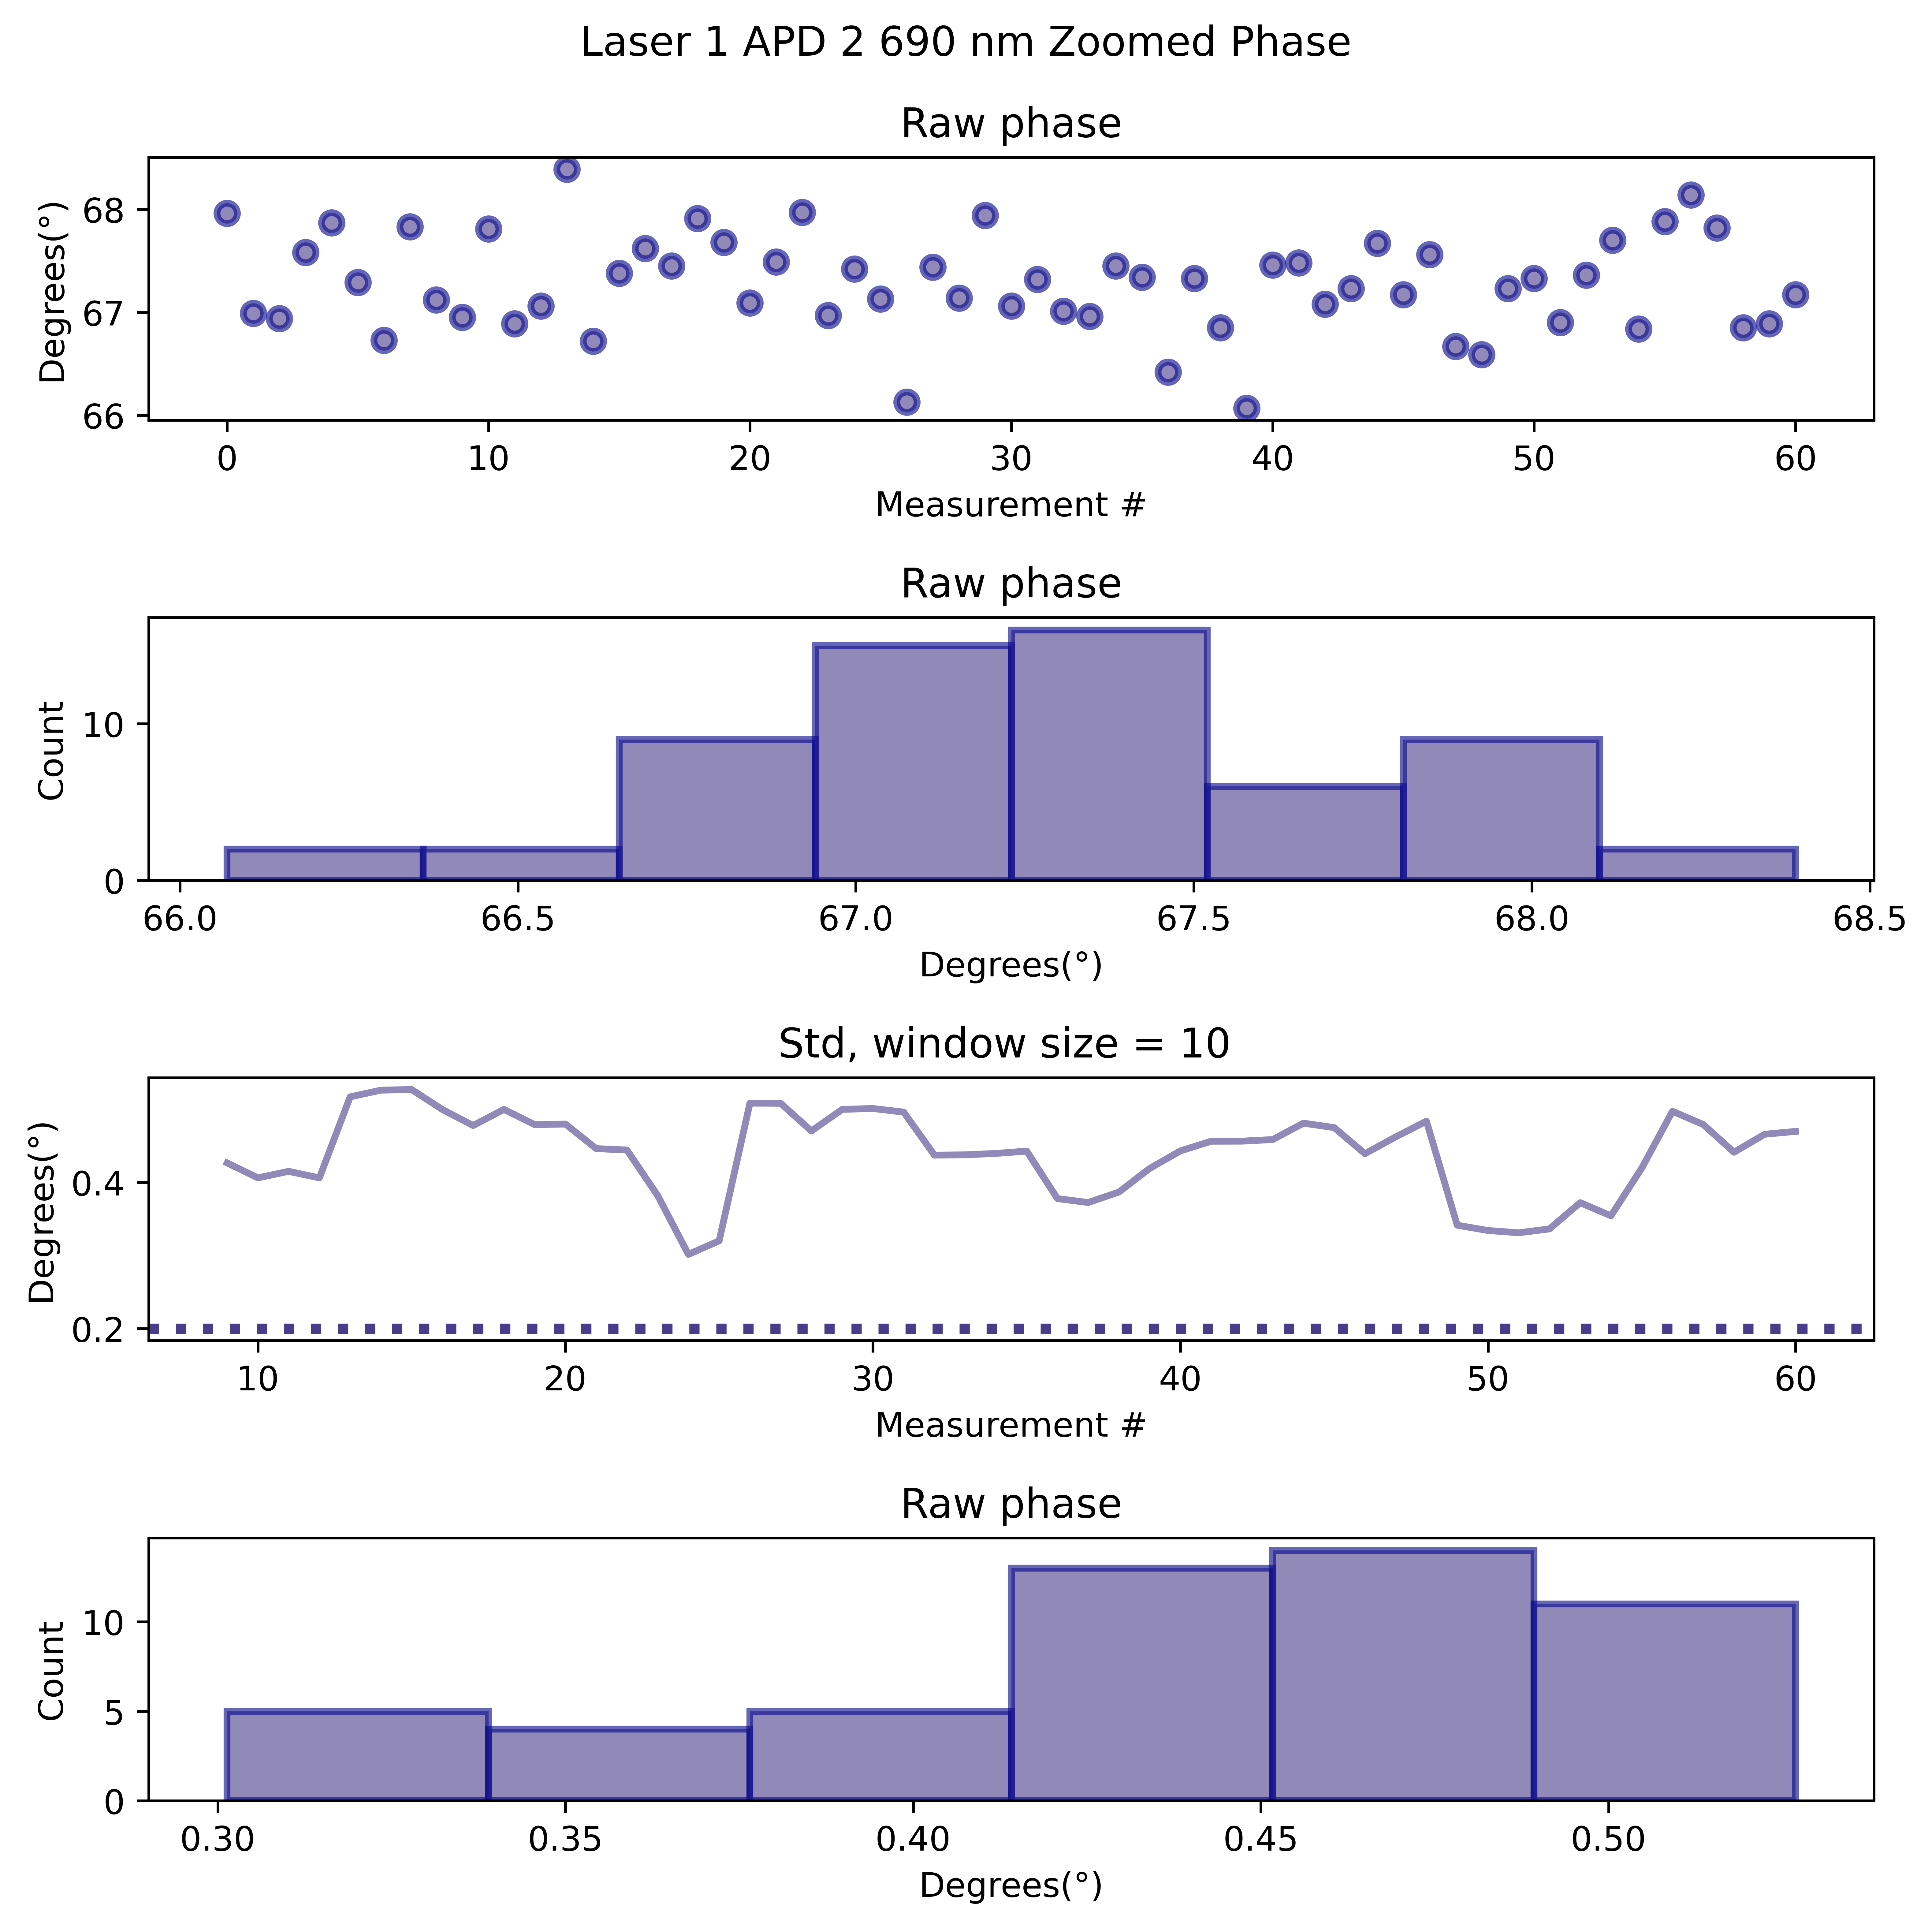 Laser 1 APD 2 690 nm Zoomed Phase
Raw phase
Degrees(°)
68
67
66
0 10 20 30 40 50 60
Measurement #
Raw phase
Count
10
0
66.0 66.5 67.0 67.5 68.0 68.5
Degrees(°)
Std, window size = 10
Degrees(°)
0.4
0.2
10 20 30 40 50 60
Measurement #
Raw phase
Count
10
5
0
0.30 0.35 0.40 0.45 0.50
Degrees(°)